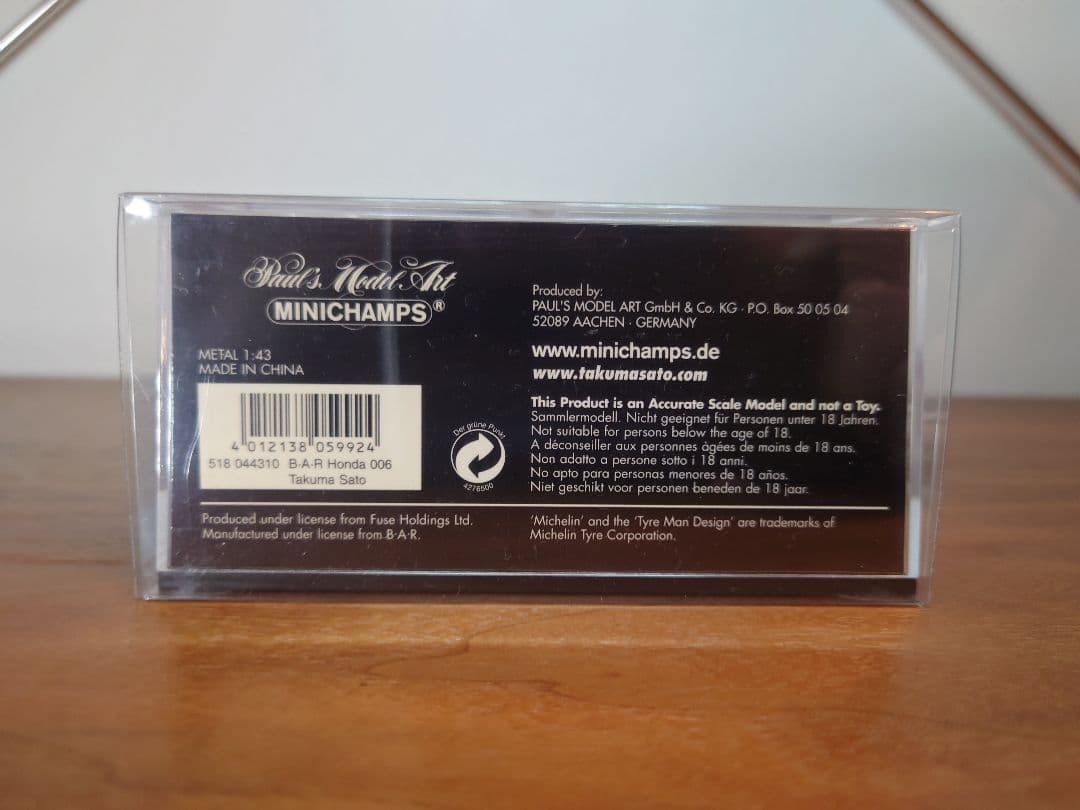 Paul's Model Art
MINICHAMPS®
METAL 1:43
MADE IN CHINA
4 012138 059924
518 044310 B·A·R Honda 006
Takuma Sato
Der grüne Punkt
4276500
Produced by:
PAUL'S MODEL ART GmbH & Co. KG · P.O. Box 50 05 04
52089 AACHEN · GERMANY
www.minichamps.de
www.takumasato.com
This Product is an Accurate Scale Model and not a Toy.
Sammlermodell. Nicht geeignet für Personen unter 18 Jahren.
Not suitable for persons below the age of 18.
A déconseiller aux personnes âgées de moins de 18 ans.
Non adatto a persone sotto i 18 anni.
No apto para personas menores de 18 años.
Niet geschikt voor personen beneden de 18 jaar.
Produced under license from Fuse Holdings Ltd.
Manufactured under license from B·A·R.
'Michelin' and the 'Tyre Man Design' are trademarks of
Michelin Tyre Corporation.